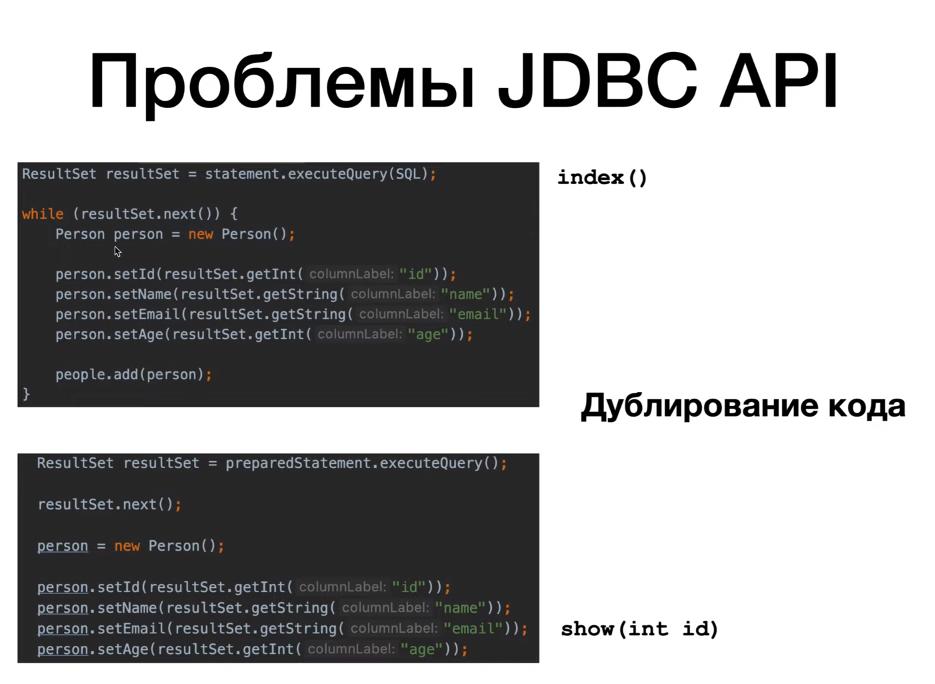 Проблемы JDBC API
ResultSet resultSet = statement.executeQuery(SQL);
index()
while (resultSet.next()) {
Person person = new Person();
person.setId(resultSet.getInt( columnLabel: "id"));
person.setName(resultSet.getString( columnLabel: "name"));
person.setEmail(resultSet.getString( columnLabel: "email"));
person.setAge(resultSet.getInt( columnLabel: "age"));
people.add(person);
}
Дублирование кода
ResultSet resultSet = preparedStatement.executeQuery();
resultSet.next();
person = new Person();
person.setId(resultSet.getInt( columnLabel: "id"));
person.setName(resultSet.getString( columnLabel: "name"));
person.setEmail(resultSet.getString( columnLabel: "email"));
show(int id)
person.setAge(resultSet.getInt( columnLabel: "age"));